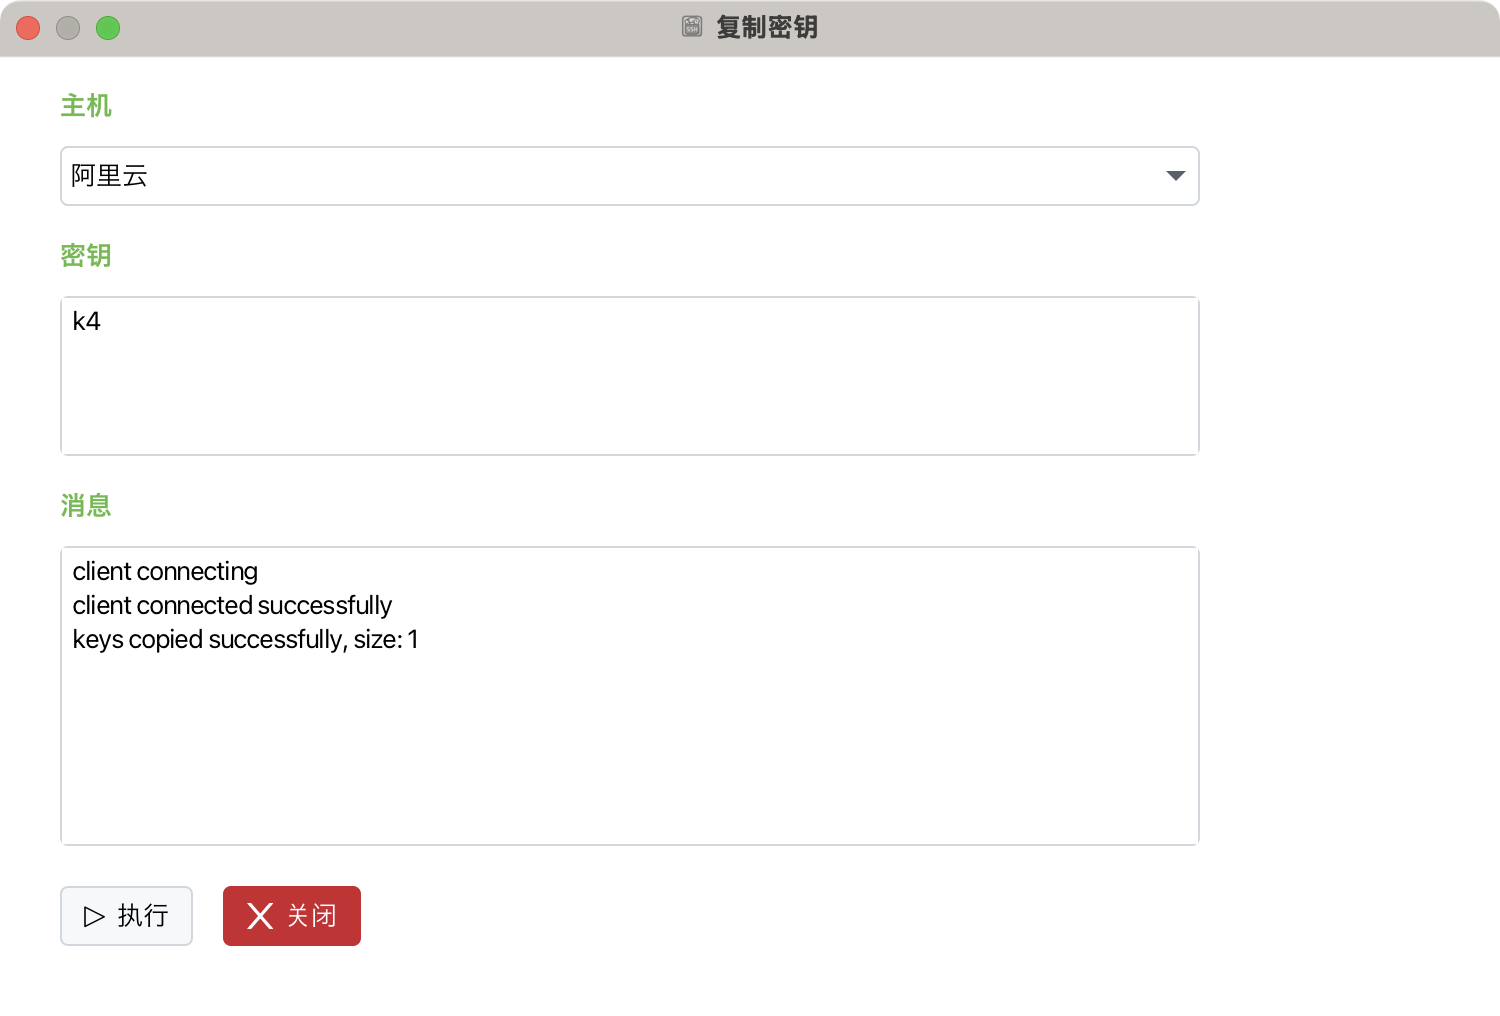 复制密钥
主机
阿里云
密钥
k4
消息
client connecting
client connected successfully
keys copied successfully, size: 1
执行
关闭